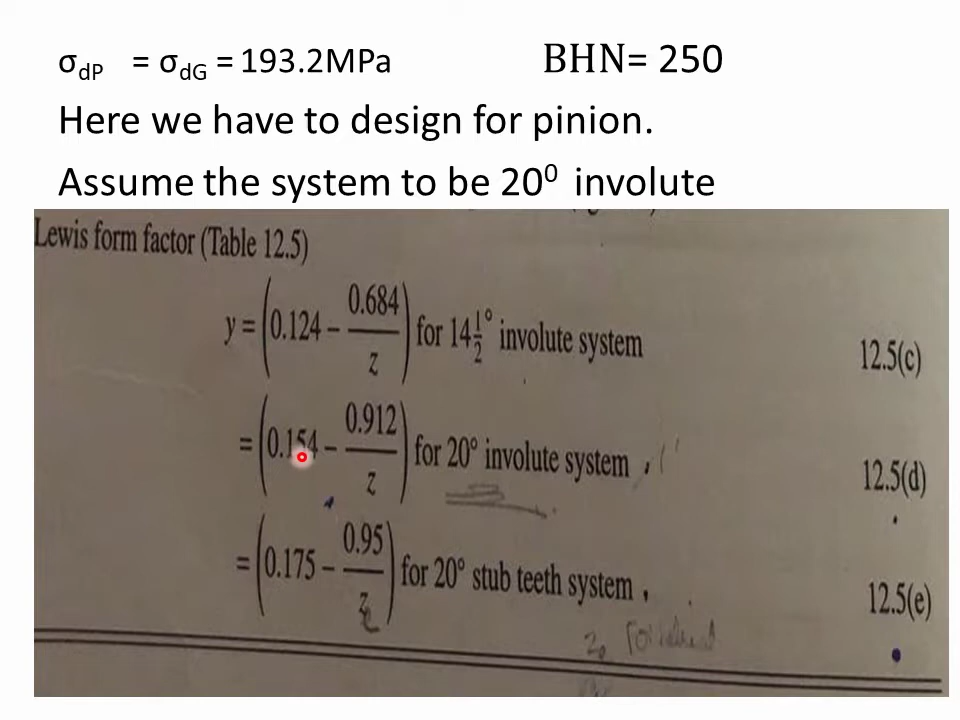 σdP = σdG = 193.2MPa BHN= 250
Here we have to design for pinion.
Assume the system to be 20⁰ involute
Lewis form factor (Table 12.5)
y = (0.124 − 0.684/z) for 14½° involute system 12.5(c)
= (0.154 − 0.912/z) for 20° involute system , 12.5(d)
= (0.175 − 0.95/z) for 20° stub teeth system , 12.5(e)